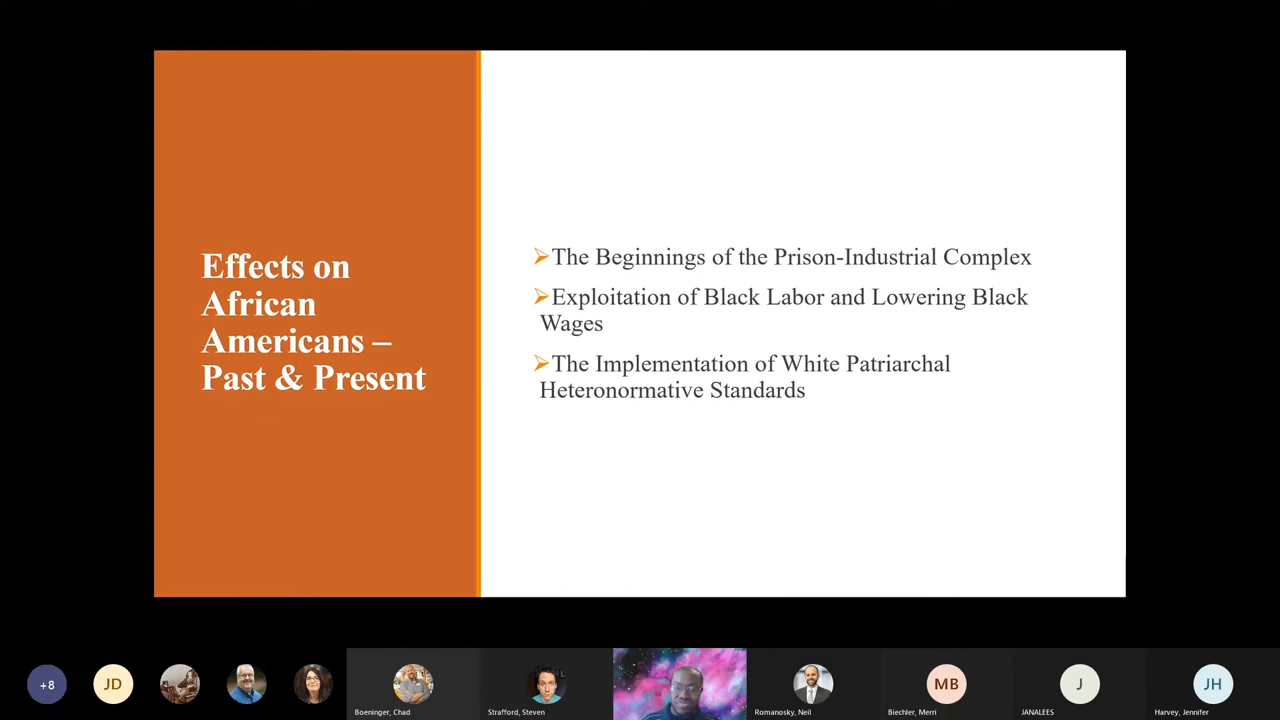 Effects on
African
Americans –
Past & Present
➢The Beginnings of the Prison-Industrial Complex
➢Exploitation of Black Labor and Lowering Black
Wages
➢The Implementation of White Patriarchal
Heteronormative Standards
+8
JD
Boeninger, Chad
Strafford, Steven
Romanosky, Neil
MB
Biechler, Merri
J
JANALEES
JH
Harvey, Jennifer